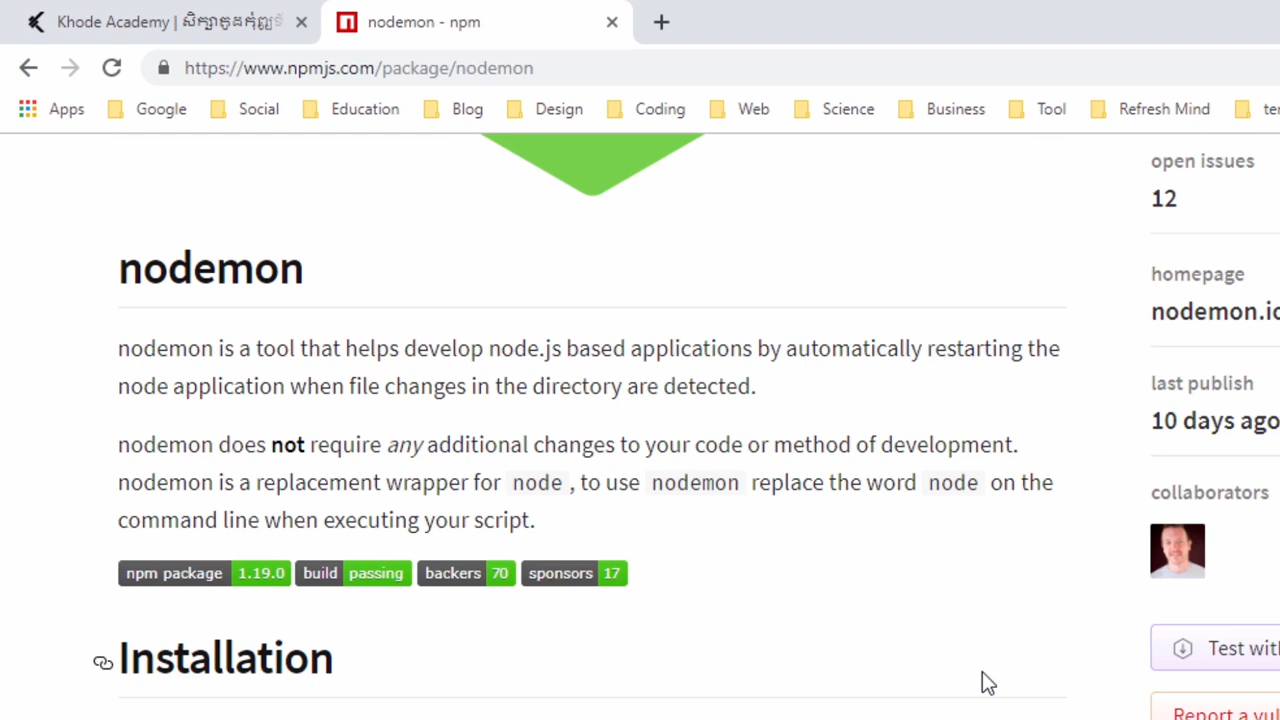 Khode Academy |
nodemon - npm
https://www.npmjs.com/package/nodemon
Apps Google Social Education Blog Design Coding Web Science Business Tool Refresh Mind
open issues
12
nodemon
homepage
nodemon.io
nodemon is a tool that helps develop node.js based applications by automatically restarting the
node application when file changes in the directory are detected.
last publish
10 days ago
nodemon does not require any additional changes to your code or method of development.
nodemon is a replacement wrapper for node, to use nodemon replace the word node on the
command line when executing your script.
collaborators
npm package 1.19.0 build passing backers 70 sponsors 17
Installation
Test with
Report a vul